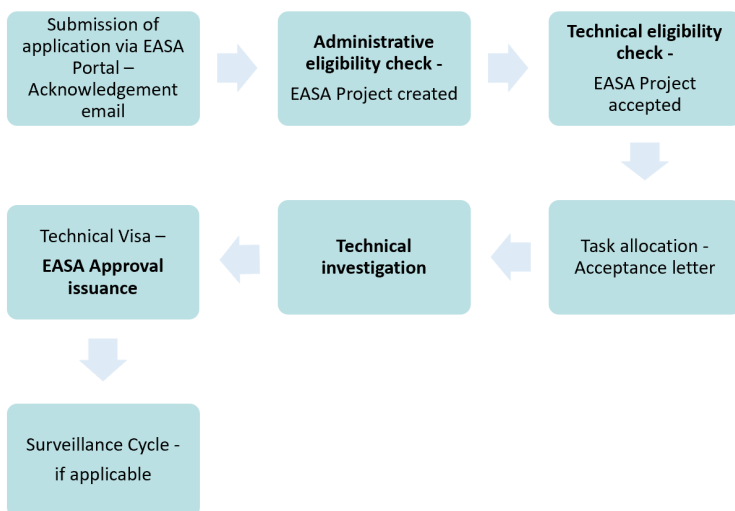 Submission of
application via EASA
Portal –
Acknowledgement
email
Administrative
eligibility check -
EASA Project created
Technical eligibility
check -
EASA Project
accepted
Task allocation -
Acceptance letter
Technical
investigation
Technical Visa –
EASA Approval
issuance
Surveillance Cycle -
if applicable